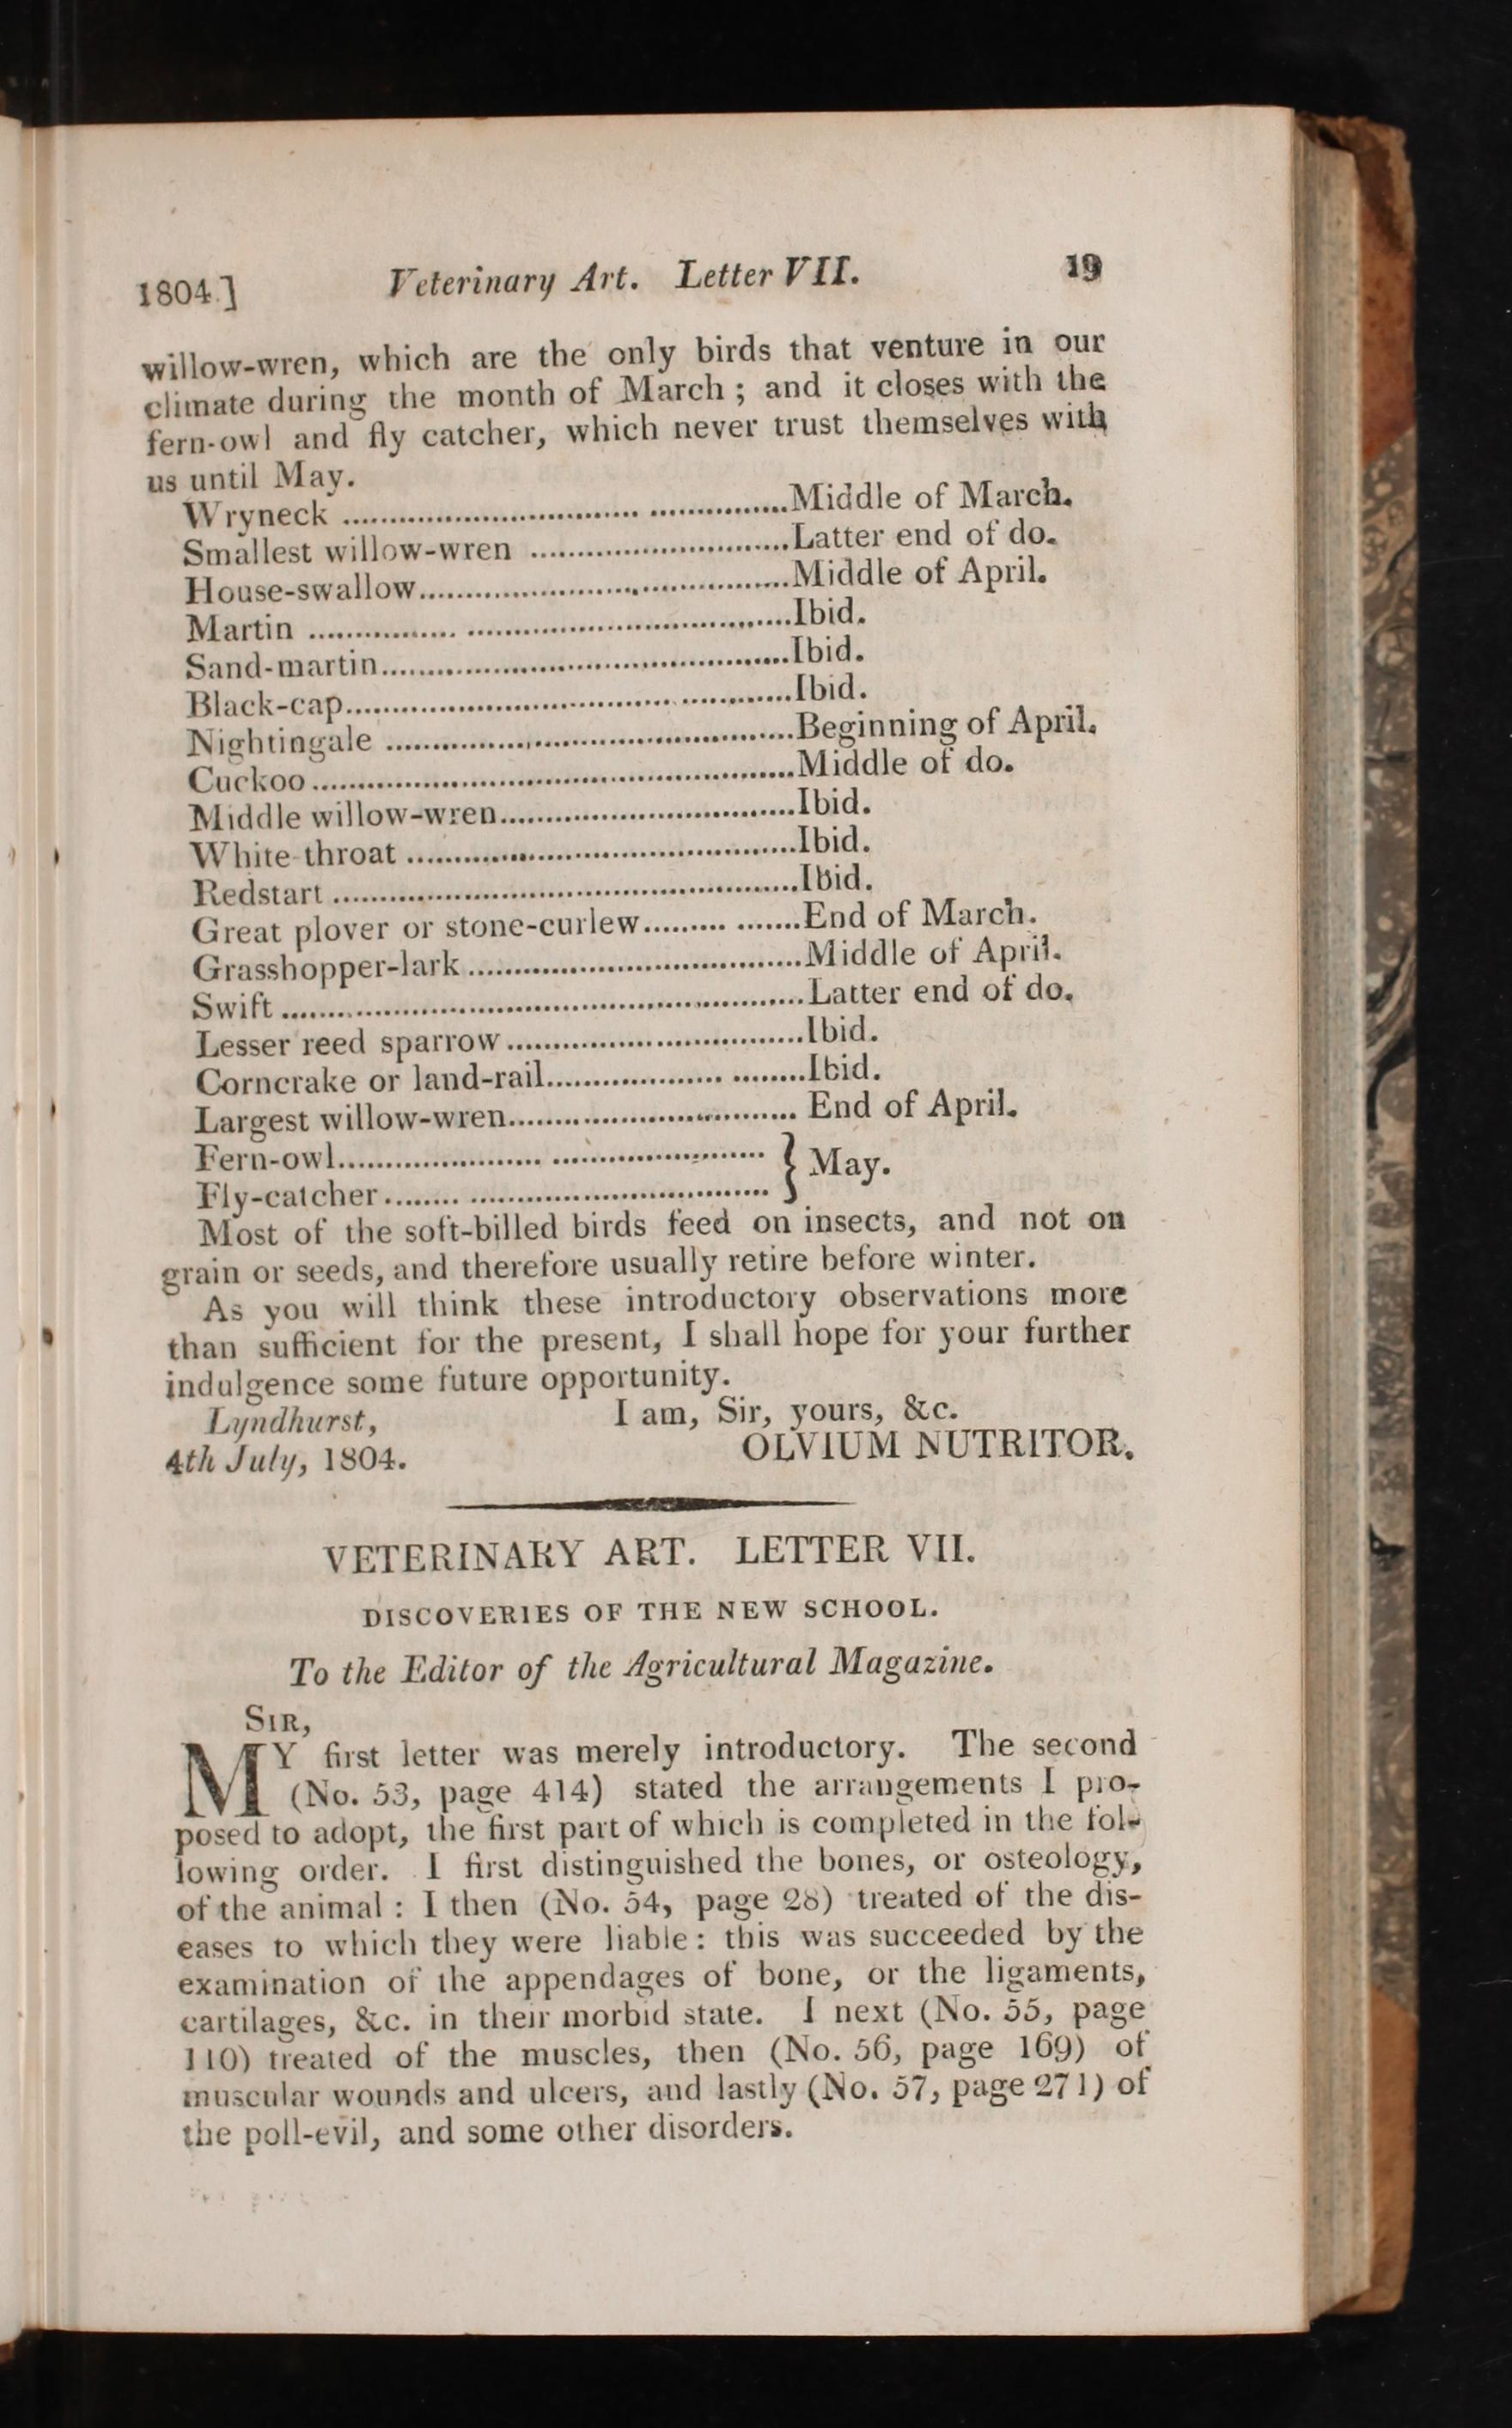 1804.] Veterinary Art. Letter VII. 19
willow-wren, which are the only birds that venture in our
climate during the month of March; and it closes with the
fern-owl and fly catcher, which never trust themselves with
us until May.
Wryneck ........................................ Middle of March.
Smallest willow-wren ............................ Latter end of do.
House-swallow........................................ Middle of April.
Martin ........................................ Ibid.
Sand-martin........................................ Ibid.
Black-cap........................................ Ibid.
Nightingale ........................................ Beginning of April.
Cuckoo ........................................ Middle of do.
Middle willow-wren................................ Ibid.
White-throat ........................................ Ibid.
Redstart ........................................ Ibid.
Great plover or stone-curlew......... ....... End of March.
Grasshopper-lark .................................... Middle of April.
Swift ........................................ Latter end of do.
Lesser reed sparrow ................................ Ibid.
Corncrake or land-rail................... ........ Ibid.
Largest willow-wren............................... End of April.
Fern-owl...................... ....................... } May.
Fly-catcher........ ................................
Most of the soft-billed birds feed on insects, and not on
grain or seeds, and therefore usually retire before winter.
As you will think these introductory observations more
than sufficient for the present, I shall hope for your further
indulgence some future opportunity.
Lyndhurst, I am, Sir, yours, &c.
4th July, 1804. OLVIUM NUTRITOR.
VETERINARY ART. LETTER VII.
DISCOVERIES OF THE NEW SCHOOL.
To the Editor of the Agricultural Magazine.
SIR,
MY first letter was merely introductory. The second
(No. 53, page 414) stated the arrangements I pro-
posed to adopt, the first part of which is completed in the fol-
lowing order. I first distinguished the bones, or osteology,
of the animal: I then (No. 54, page 28) treated of the dis-
eases to which they were liable: this was succeeded by the
examination of the appendages of bone, or the ligaments,
cartilages, &c. in their morbid state. I next (No. 55, page
110) treated of the muscles, then (No. 56, page 169) of
muscular wounds and ulcers, and lastly (No. 57, page 271) of
the poll-evil, and some other disorders.